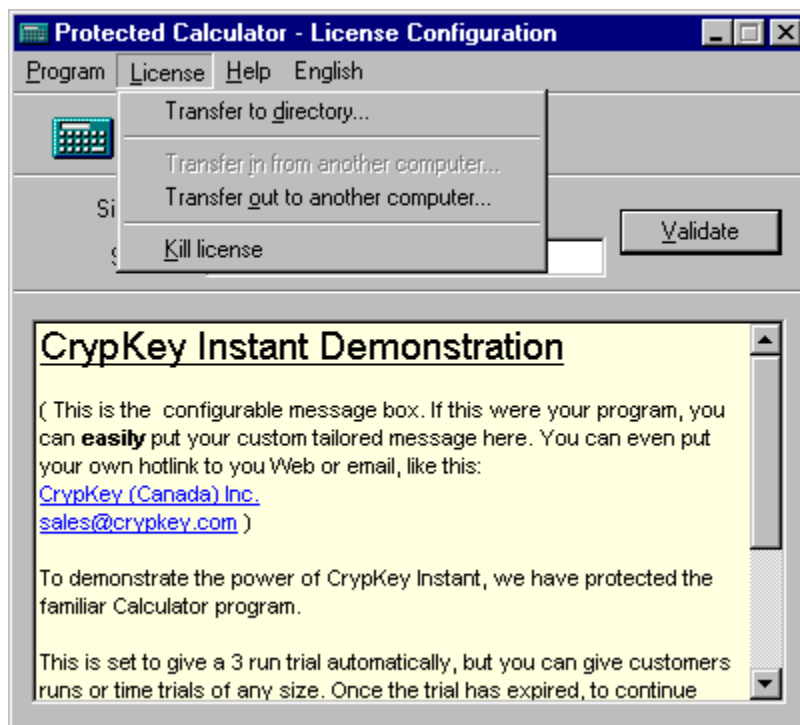 Protected Calculator - License Configuration
Program License Help English
Transfer to directory...
Transfer in from another computer...
Transfer out to another computer...
Kill license
Validate
CrypKey Instant Demonstration
( This is the configurable message box. If this were your program, you
can easily put your custom tailored message here. You can even put
your own hotlink to you Web or email, like this:
CrypKey (Canada) Inc.
sales@crypkey.com )
To demonstrate the power of CrypKey Instant, we have protected the
familiar Calculator program.
This is set to give a 3 run trial automatically, but you can give customers
runs or time trials of any size. Once the trial has expired, to continue